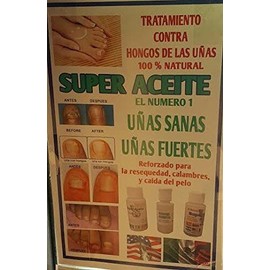 TRATAMIENTO
CONTRA
HONGOS DE LAS UÑAS
100 % NATURAL
SUPER ACEITE
EL NUMERO 1
ANTES
DESPUES
BEFORE
AFTER
UÑAS SANAS
UÑAS FUERTES
Reforzado para
la resequedad, calambres,
y caida del pelo
ANTES